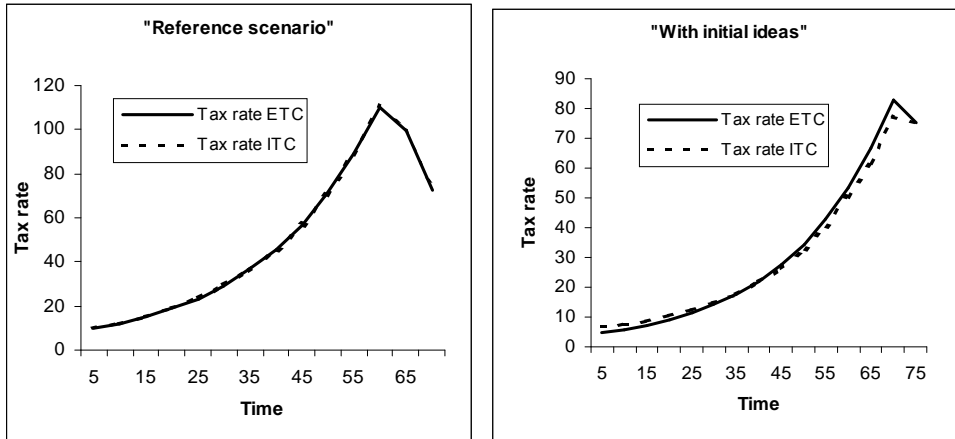 "Reference scenario"
120
100
80
60
40
20
0
Tax rate
Tax rate ETC
Tax rate ITC
5 15 25 35 45 55 65
Time
"With initial ideas"
90
80
70
60
50
40
30
20
10
0
Tax rate
Tax rate ETC
Tax rate ITC
5 15 25 35 45 55 65 75
Time